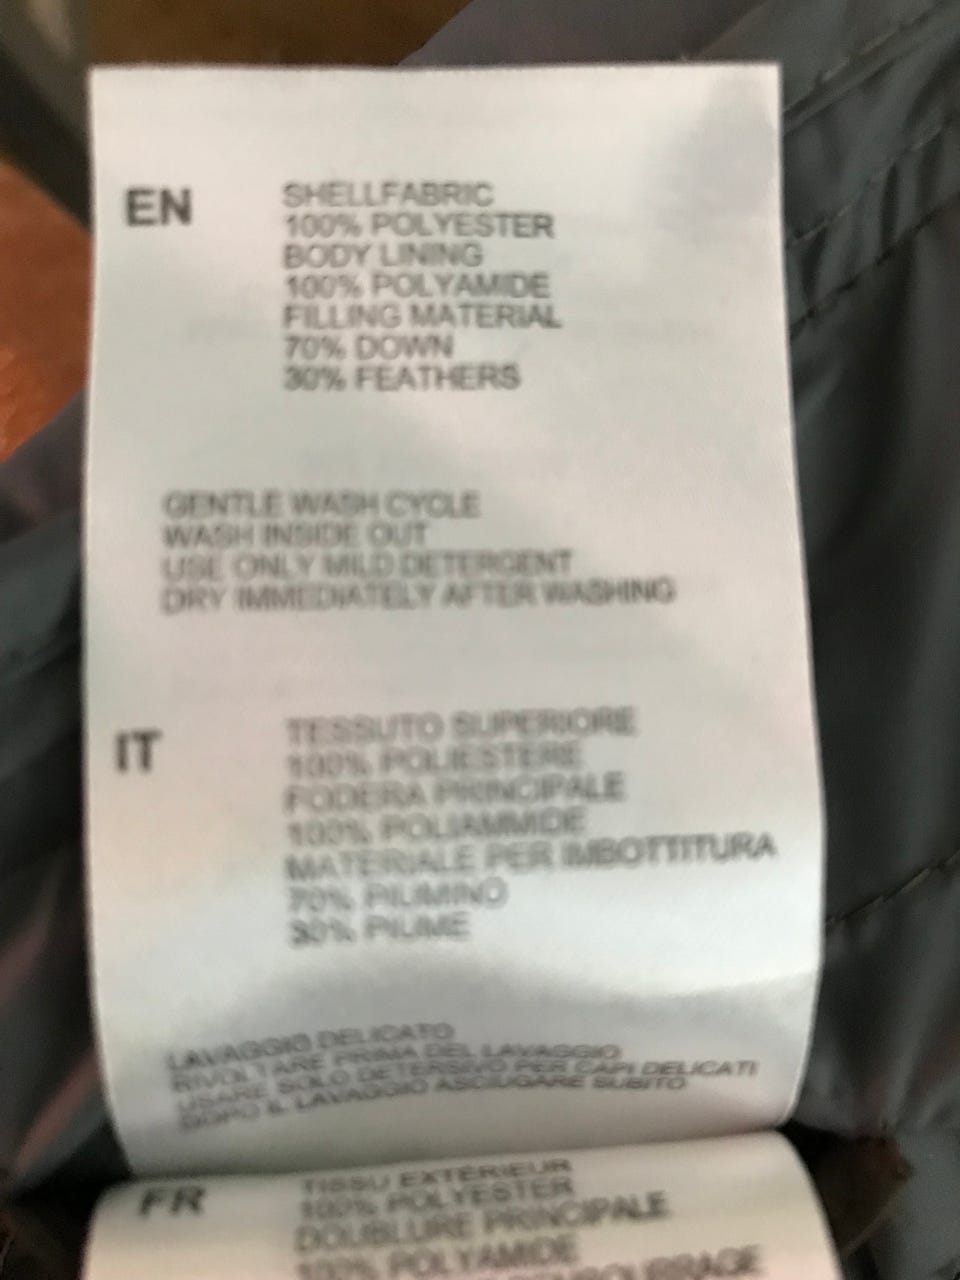 EN
SHELLFABRIC
100% POLYESTER
BODY LINING
100% POLYAMIDE
FILLING MATERIAL
70% DOWN
30% FEATHERS
GENTLE WASH CYCLE
WASH INSIDE OUT
USE ONLY MILD DETERGENT
DRY IMMEDIATELY AFTER WASHING
IT
TESSUTO SUPERIORE
100% POLIESTERE
FODERA PRINCIPALE
100% POLIAMMIDE
MATERIALE PER IMBOTTITURA
70% PIUMINO
30% PIUME
LAVAGGIO DELICATO
RIVOLTARE PRIMA DEL LAVAGGIO
USARE SOLO DETERSIVO PER CAPI DELICATI
DOPO IL LAVAGGIO ASCIUGARE SUBITO
FR
TISSU EXTÉRIEUR
100% POLYESTER
DOUBLURE PRINCIPALE
100% POLYAMIDE